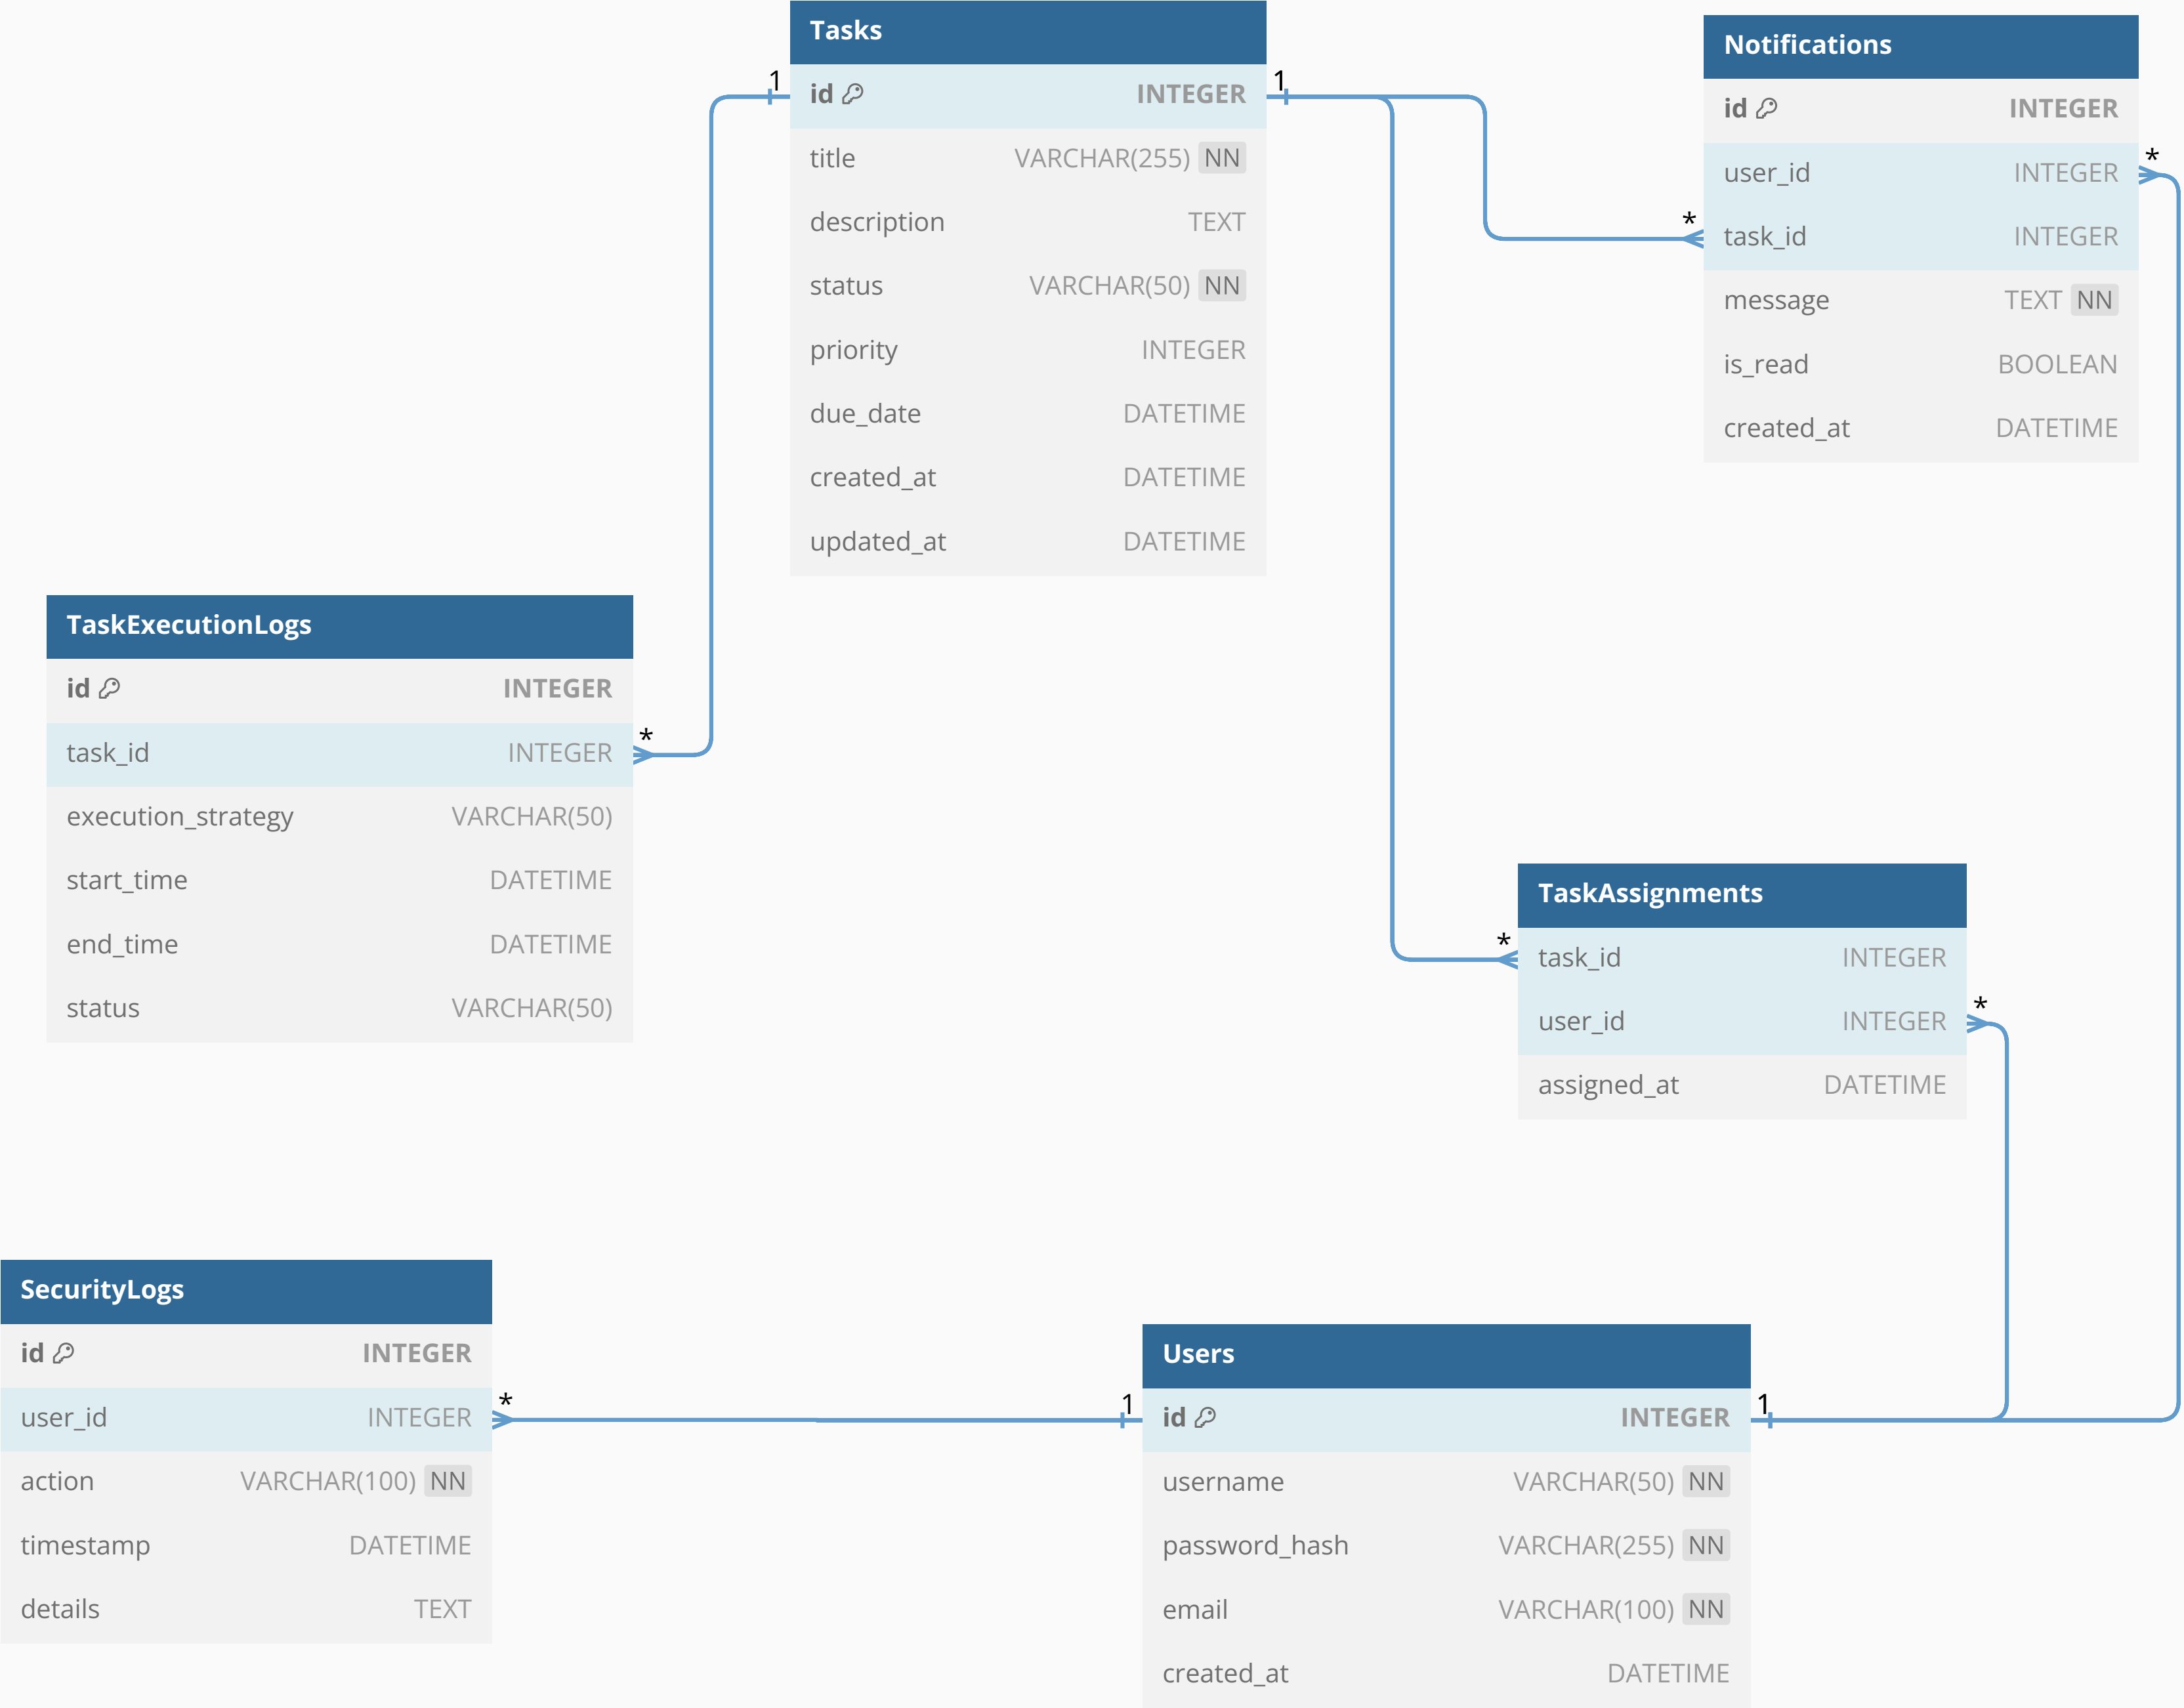 Tasks
1 id INTEGER 1
title VARCHAR(255) NN
description TEXT
status VARCHAR(50) NN
priority INTEGER
due_date DATETIME
created_at DATETIME
updated_at DATETIME
Notifications
id INTEGER
user_id INTEGER *
* task_id INTEGER
message TEXT NN
is_read BOOLEAN
created_at DATETIME
TaskExecutionLogs
id INTEGER
task_id INTEGER *
execution_strategy VARCHAR(50)
start_time DATETIME
end_time DATETIME
status VARCHAR(50)
TaskAssignments
* task_id INTEGER
user_id INTEGER *
assigned_at DATETIME
SecurityLogs
id INTEGER
user_id INTEGER *
action VARCHAR(100) NN
timestamp DATETIME
details TEXT
Users
1 id INTEGER 1
username VARCHAR(50) NN
password_hash VARCHAR(255) NN
email VARCHAR(100) NN
created_at DATETIME